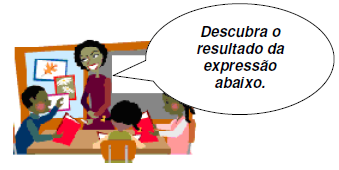 Descubra o
resultado da
expressão
abaixo.